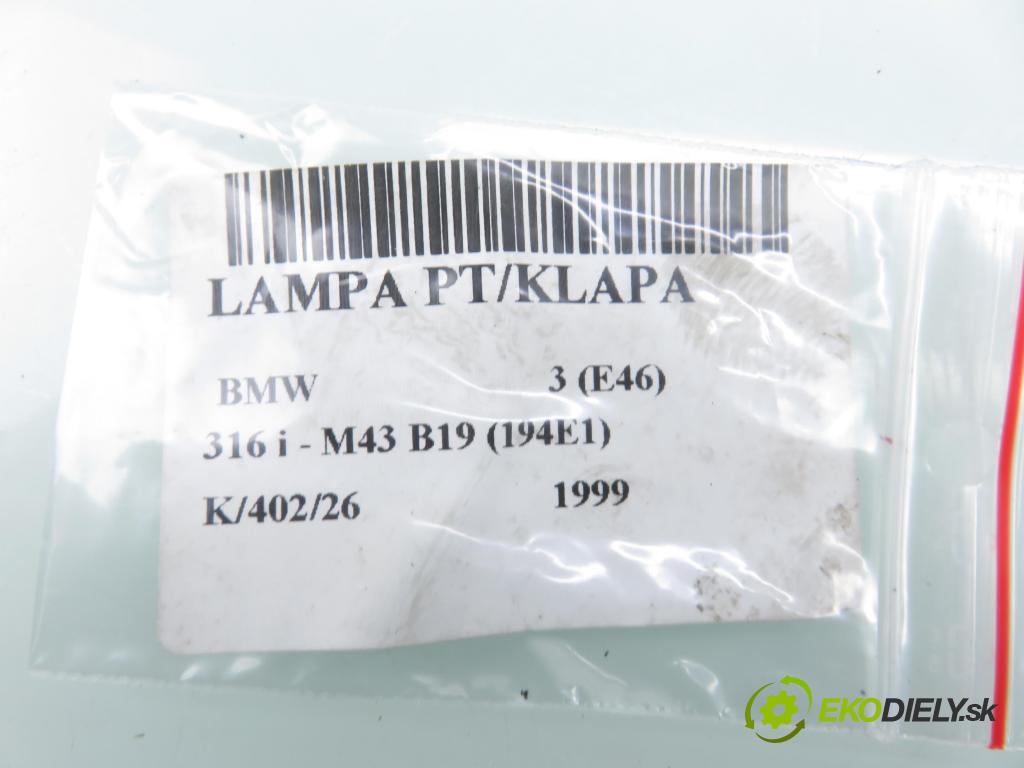 LAMPA PT/KLAPA
BMW 3 (E46)
316 i - M43 B19 (194E1)
K/402/26 1999
EKODIELY.sk